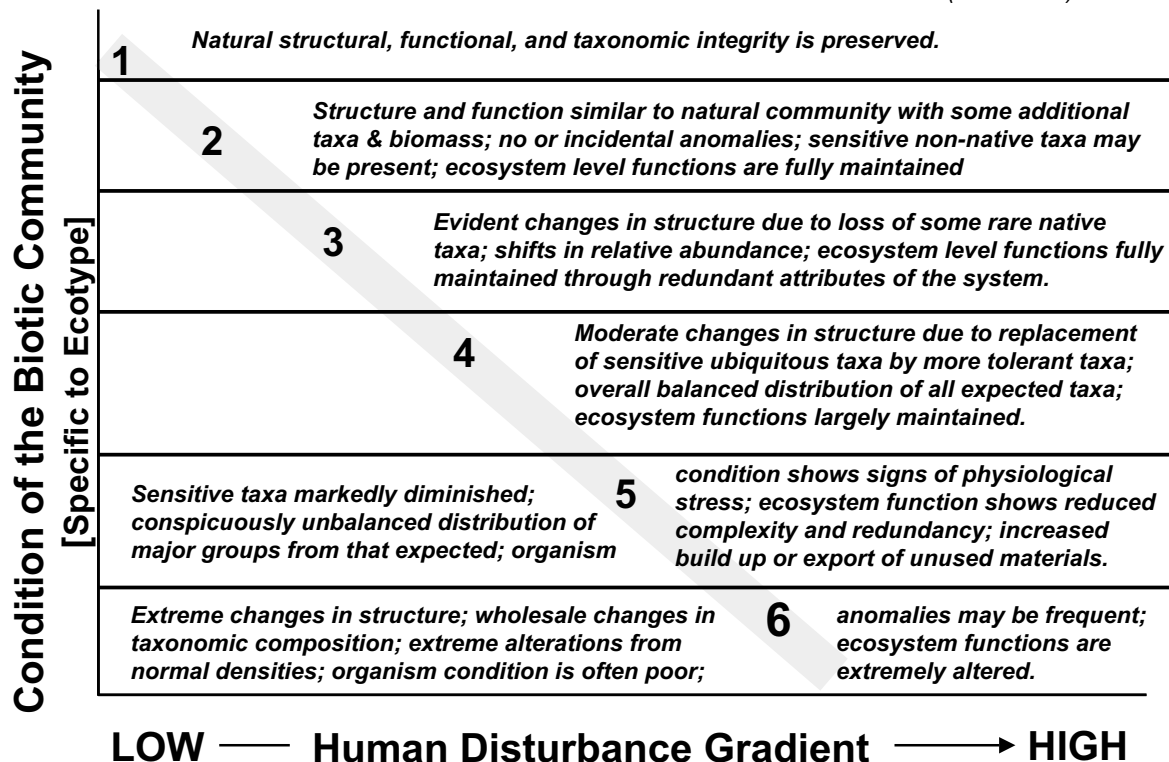 Condition of the Biotic Community
[Specific to Ecotype]
1
Natural structural, functional, and taxonomic integrity is preserved.
2
Structure and function similar to natural community with some additional
taxa & biomass; no or incidental anomalies; sensitive non-native taxa may
be present; ecosystem level functions are fully maintained
3
Evident changes in structure due to loss of some rare native
taxa; shifts in relative abundance; ecosystem level functions fully
maintained through redundant attributes of the system.
4
Moderate changes in structure due to replacement
of sensitive ubiquitous taxa by more tolerant taxa;
overall balanced distribution of all expected taxa;
ecosystem functions largely maintained.
Sensitive taxa markedly diminished;
conspicuously unbalanced distribution of
major groups from that expected; organism
5
condition shows signs of physiological
stress; ecosystem function shows reduced
complexity and redundancy; increased
build up or export of unused materials.
Extreme changes in structure; wholesale changes in
taxonomic composition; extreme alterations from
normal densities; organism condition is often poor;
6
anomalies may be frequent;
ecosystem functions are
extremely altered.
LOW Human Disturbance Gradient HIGH